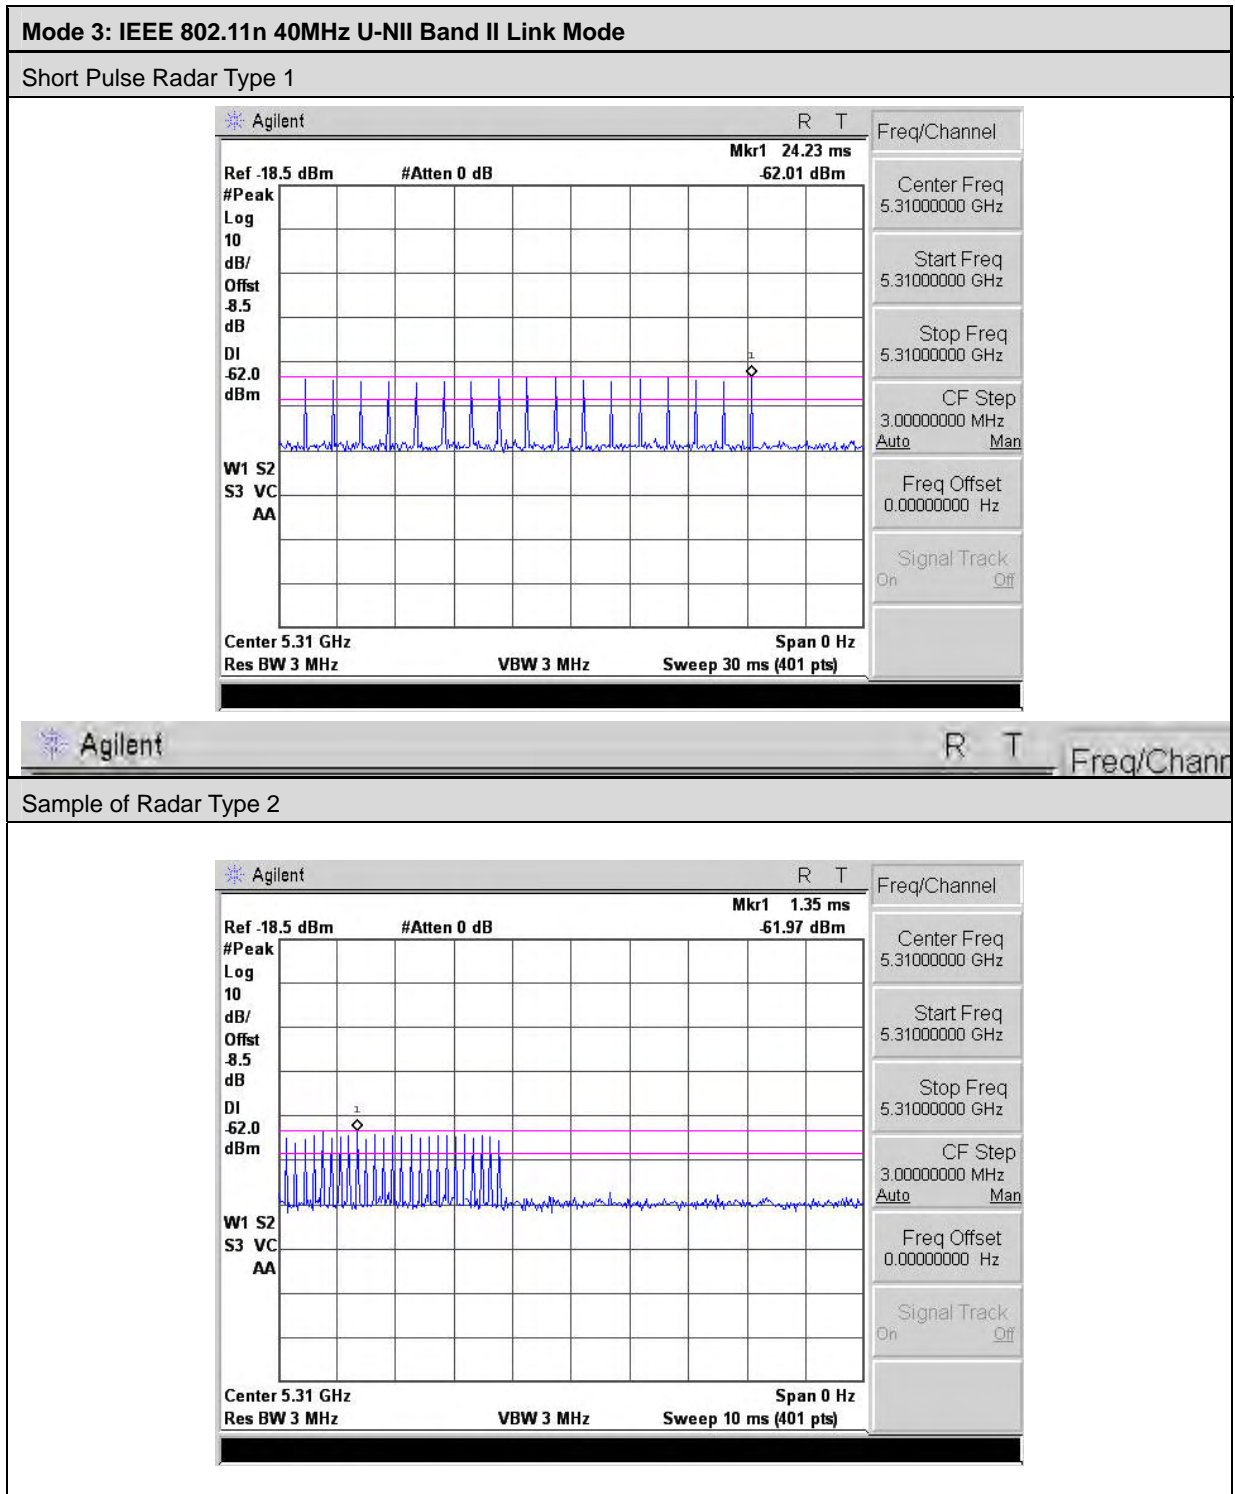 Mode 3: IEEE 802.11n 40MHz U-NII Band II Link Mode
Short Pulse Radar Type 1
Agilent R T
Freq/Channel
Mkr1 24.23 ms
Ref -18.5 dBm #Atten 0 dB -62.01 dBm
#Peak
Log
10
dB/
Offst
-8.5
dB
DI
-62.0
dBm
1
W1 S2
S3 VC
AA
Center 5.31 GHz Span 0 Hz
Res BW 3 MHz VBW 3 MHz Sweep 30 ms (401 pts)
Center Freq
5.31000000 GHz
Start Freq
5.31000000 GHz
Stop Freq
5.31000000 GHz
CF Step
3.00000000 MHz
Auto Man
Freq Offset
0.00000000 Hz
Signal Track
On Off
Agilent R T Freq/Chann
Sample of Radar Type 2
Agilent R T
Freq/Channel
Mkr1 1.35 ms
Ref -18.5 dBm #Atten 0 dB -61.97 dBm
#Peak
Log
10
dB/
Offst
-8.5
dB
DI
-62.0
dBm
1
W1 S2
S3 VC
AA
Center 5.31 GHz Span 0 Hz
Res BW 3 MHz VBW 3 MHz Sweep 10 ms (401 pts)
Center Freq
5.31000000 GHz
Start Freq
5.31000000 GHz
Stop Freq
5.31000000 GHz
CF Step
3.00000000 MHz
Auto Man
Freq Offset
0.00000000 Hz
Signal Track
On Off